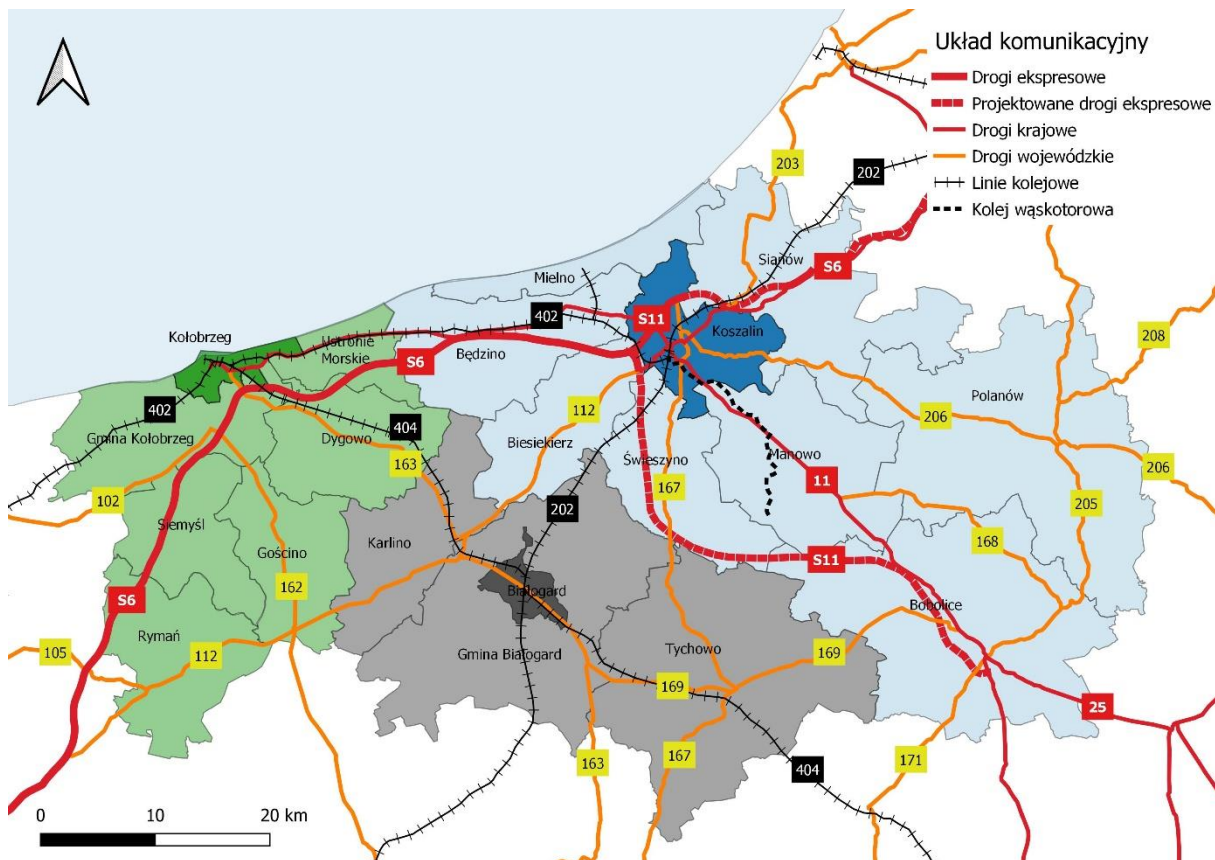 Układ komunikacyjny
Drogi ekspresowe
Projektowane drogi ekspresowe
Drogi krajowe
Drogi wojewódzkie
Linie kolejowe
Kolej wąskotorowa
203
202
Sianów
S6
Mielno
S11
402
Koszalin
Kołobrzeg
Ustronie
Morskie
S6
Będzino
208
Polanów
402
112
206
Gmina Kołobrzeg
404
Dygowo
Biesiekierz
163
Świeszyno
Manowo
206
167
11
102
202
205
Siemyśl
Karlino
168
Gościno
S11
162
Białogard
S6
Bobolice
Rymań
105
112
Gmina Białogard
Tychowo
169
169
25
163
167
171
404
0
10
20 km